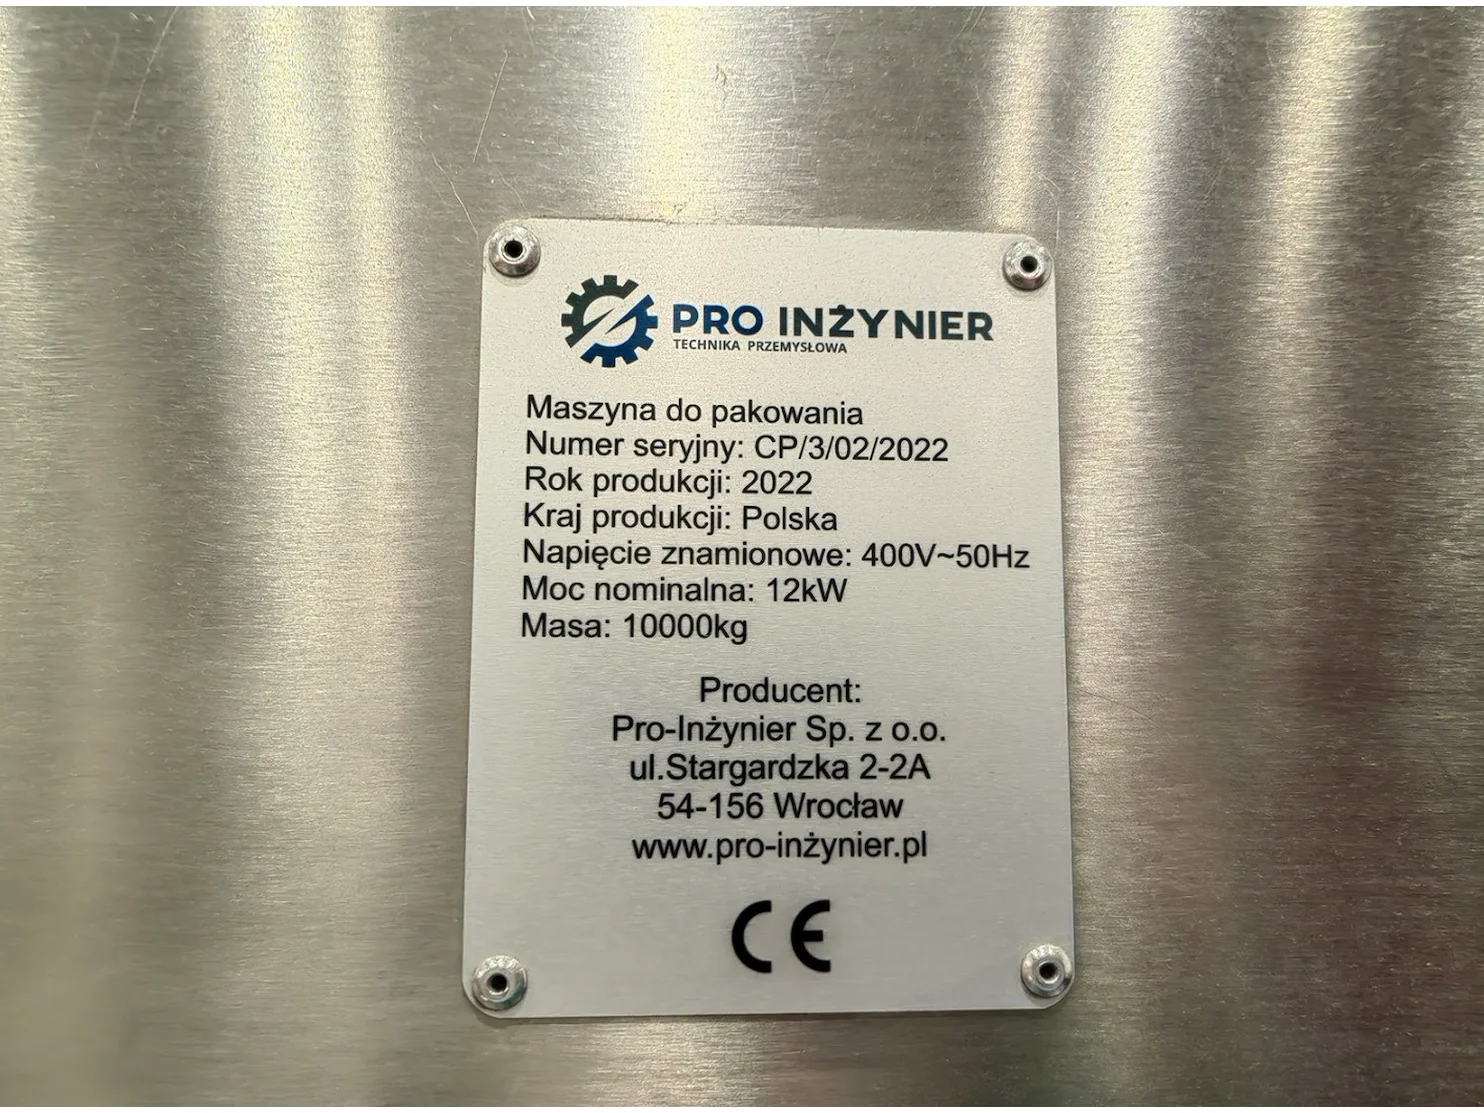 PRO INŻYNIER
TECHNIKA PRZEMYSŁOWA
Maszyna do pakowania
Numer seryjny: CP/3/02/2022
Rok produkcji: 2022
Kraj produkcji: Polska
Napięcie znamionowe: 400V~50Hz
Moc nominalna: 12kW
Masa: 10000kg
Producent:
Pro-Inżynier Sp. z o.o.
ul.Stargardzka 2-2A
54-156 Wrocław
www.pro-inżynier.pl
CE